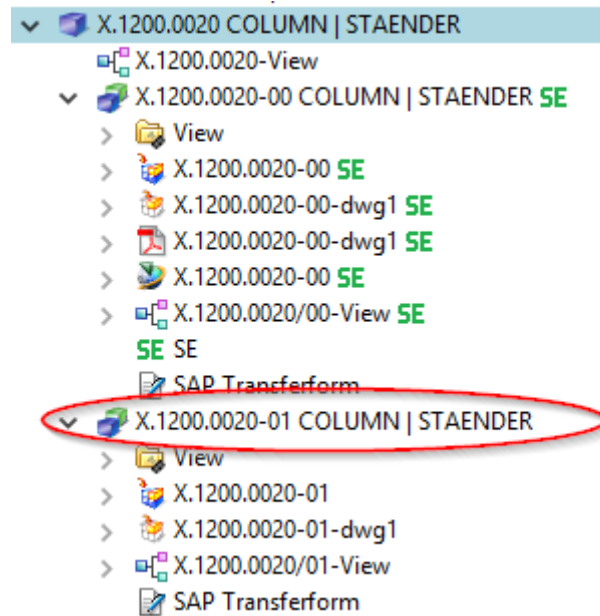 X.1200.0020 COLUMN | STAENDER
X.1200.0020-View
X.1200.0020-00 COLUMN | STAENDER SE
View
X.1200.0020-00 SE
X.1200.0020-00-dwg1 SE
X.1200.0020-00-dwg1 SE
X.1200.0020-00 SE
X.1200.0020/00-View SE
SE SE
SAP Transferform
X.1200.0020-01 COLUMN | STAENDER
View
X.1200.0020-01
X.1200.0020-01-dwg1
X.1200.0020/01-View
SAP Transferform